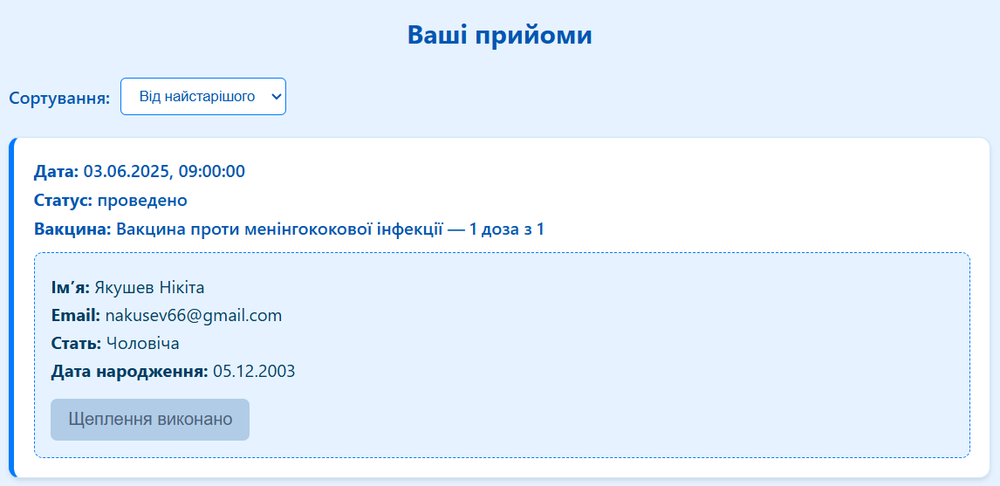 Ваші прийоми
Сортування: Від найстарішого
Дата: 03.06.2025, 09:00:00
Статус: проведено
Вакцина: Вакцина проти менінгококової інфекції — 1 доза з 1
Ім’я: Якушев Нікіта
Email: nakusev66@gmail.com
Стать: Чоловіча
Дата народження: 05.12.2003
Щеплення виконано